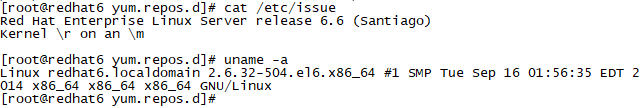 [root@redhat6 yum.repos.d]# cat /etc/issue
Red Hat Enterprise Linux Server release 6.6 (Santiago)
Kernel \r on an \m
[root@redhat6 yum.repos.d]# uname -a
Linux redhat6.localdomain 2.6.32-504.el6.x86_64 #1 SMP Tue Sep 16 01:56:35 EDT 2
014 x86_64 x86_64 x86_64 GNU/Linux
[root@redhat6 yum.repos.d]#